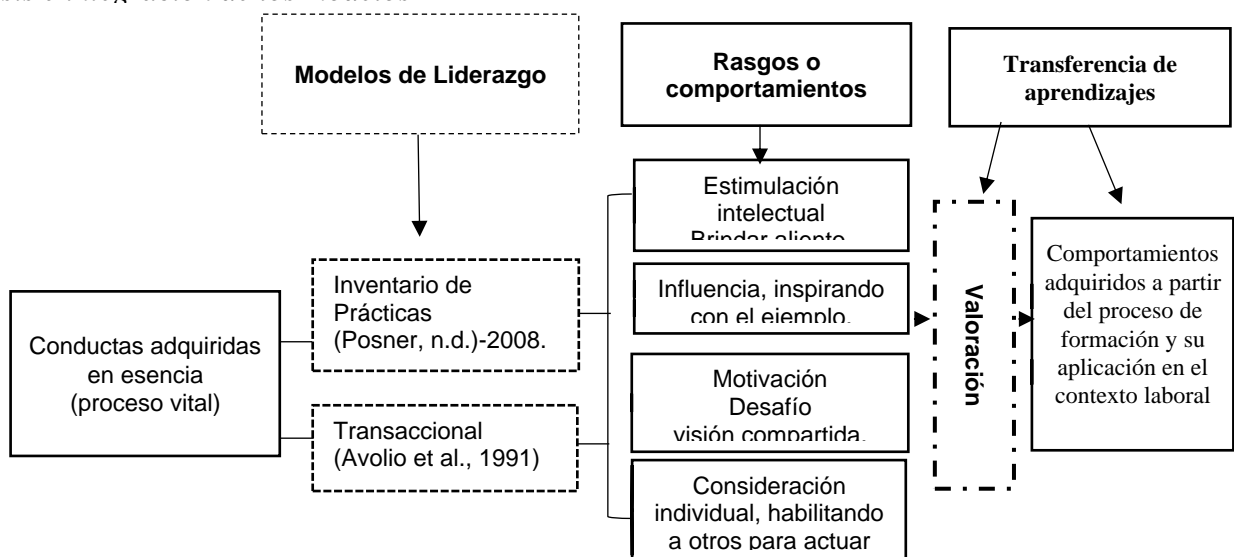 Modelos de Liderazgo
Rasgos o
comportamientos
Transferencia de
aprendizajes
Conductas adquiridas
en esencia
(proceso vital)
Inventario de
Prácticas
(Posner, n.d.)-2008.
Transaccional
(Avolio et al., 1991)
Estimulación
intelectual
Brindar aliento.
Influencia, inspirando
con el ejemplo.
Motivación
Desafío
visión compartida.
Consideración
individual, habilitando
a otros para actuar
Valoración
Comportamientos
adquiridos a partir
del proceso de
formación y su
aplicación en el
contexto laboral